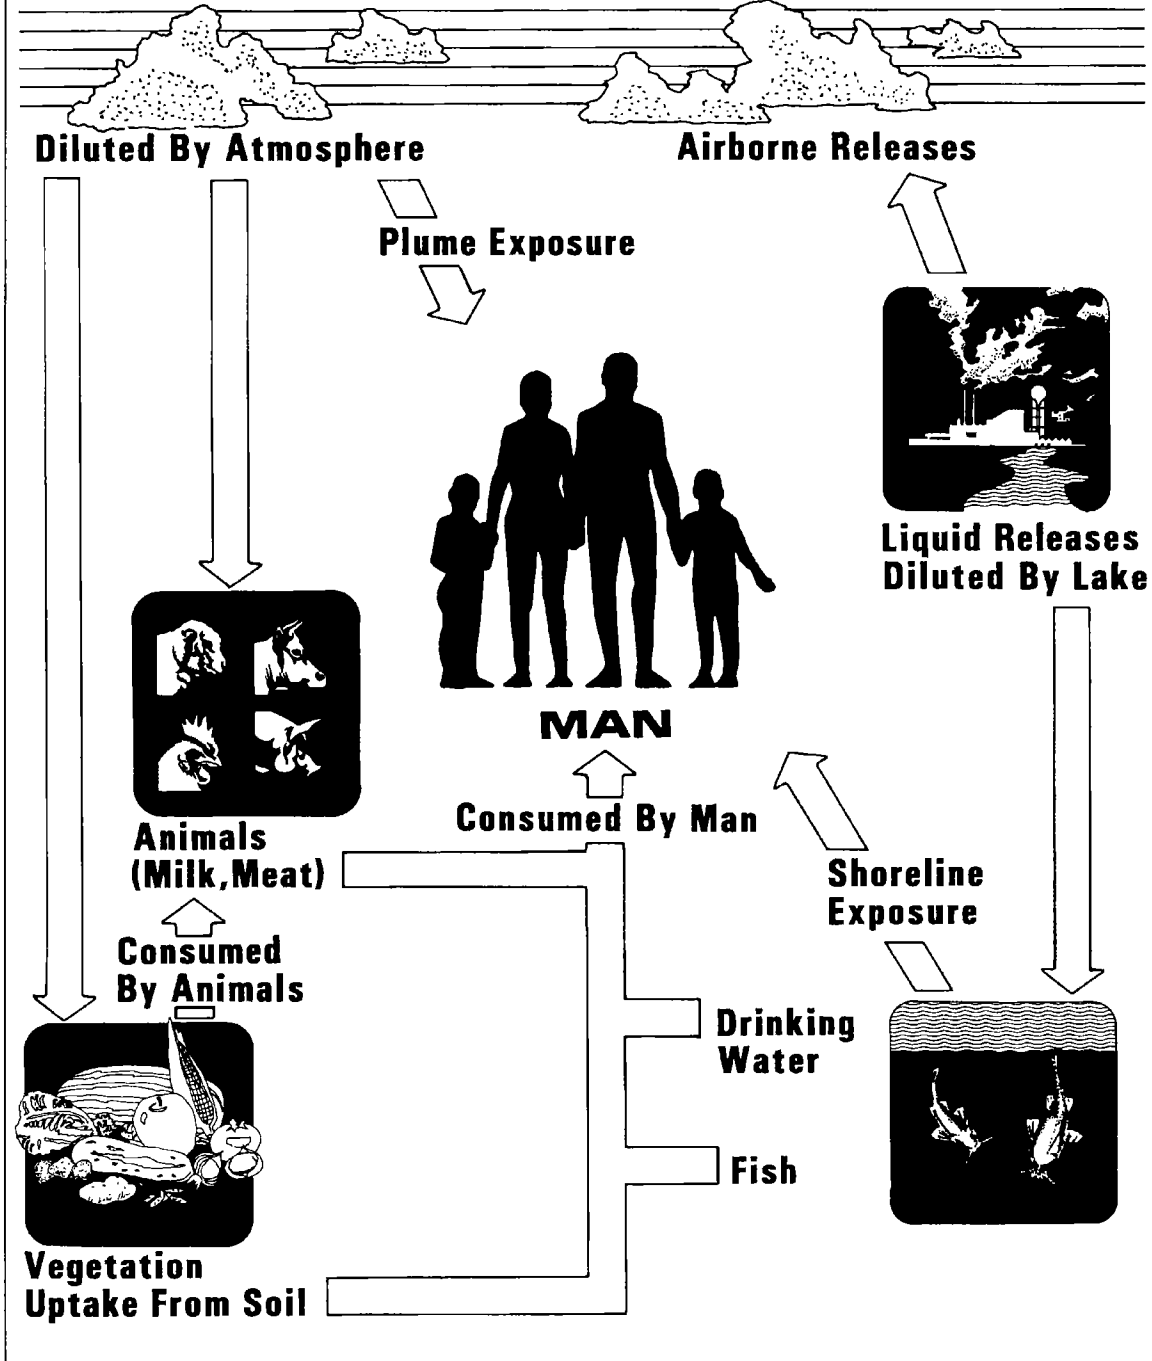 Diluted By Atmosphere
Airborne Releases
Plume Exposure
Liquid Releases
Diluted By Lake
MAN
Consumed By Man
Animals
(Milk,Meat)
Shoreline
Exposure
Consumed
By Animals
Drinking
Water
Fish
Vegetation
Uptake From Soil